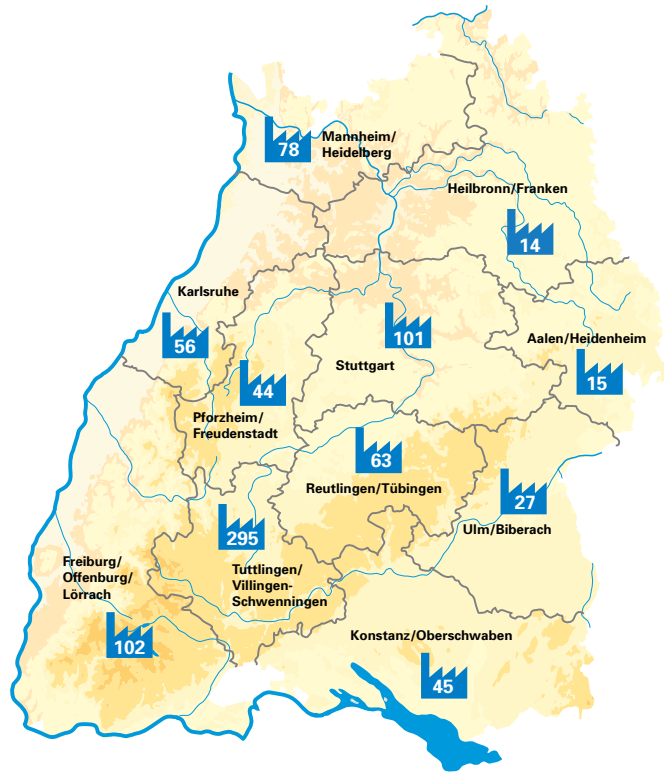 Mannheim/
Heidelberg
78
Heilbronn/Franken
14
Karlsruhe
56
101
Stuttgart
Aalen/Heidenheim
15
44
Pforzheim/
Freudenstadt
63
Reutlingen/Tübingen
27
Ulm/Biberach
295
Tuttlingen/
Villingen-
Schwenningen
Freiburg/
Offenburg/
Lörrach
102
Konstanz/Oberschwaben
45